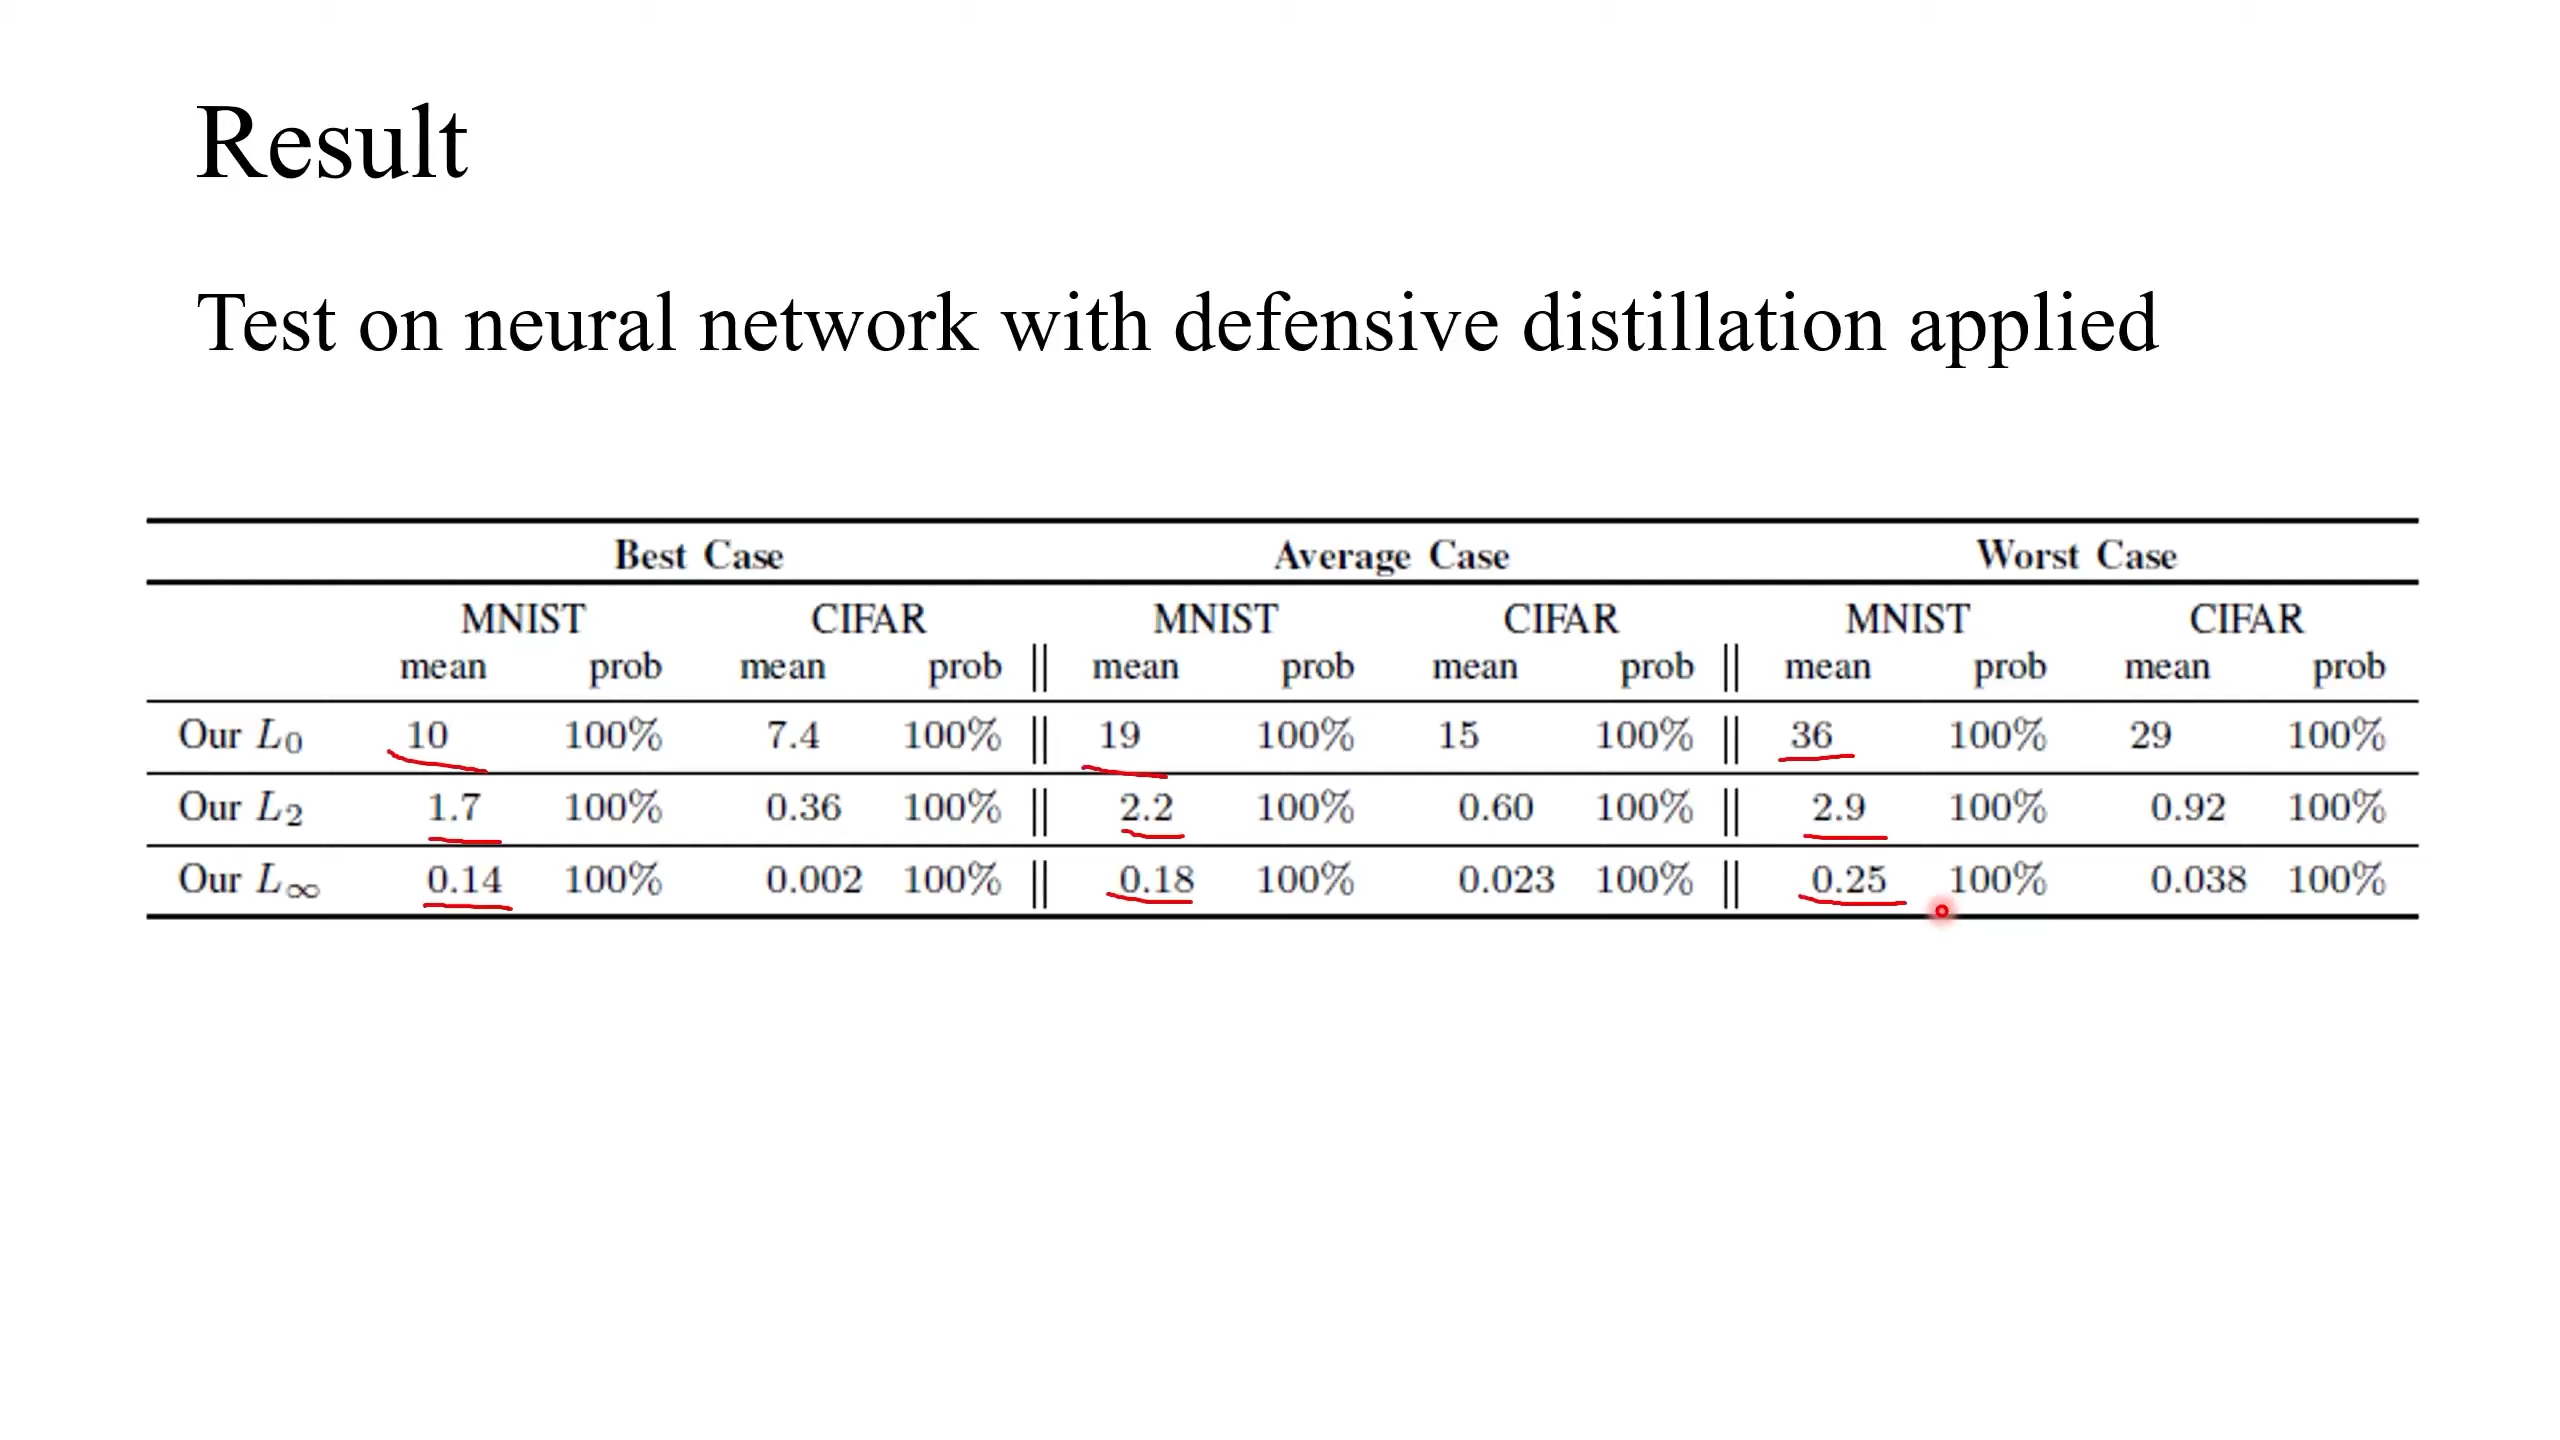 Result
Test on neural network with defensive distillation applied
Best Case Average Case Worst Case
MNIST CIFAR MNIST CIFAR MNIST CIFAR
mean prob mean prob || mean prob mean prob || mean prob mean prob
Our L0 10 100% 7.4 100% || 19 100% 15 100% || 36 100% 29 100%
Our L2 1.7 100% 0.36 100% || 2.2 100% 0.60 100% || 2.9 100% 0.92 100%
Our L∞ 0.14 100% 0.002 100% || 0.18 100% 0.023 100% || 0.25 100% 0.038 100%